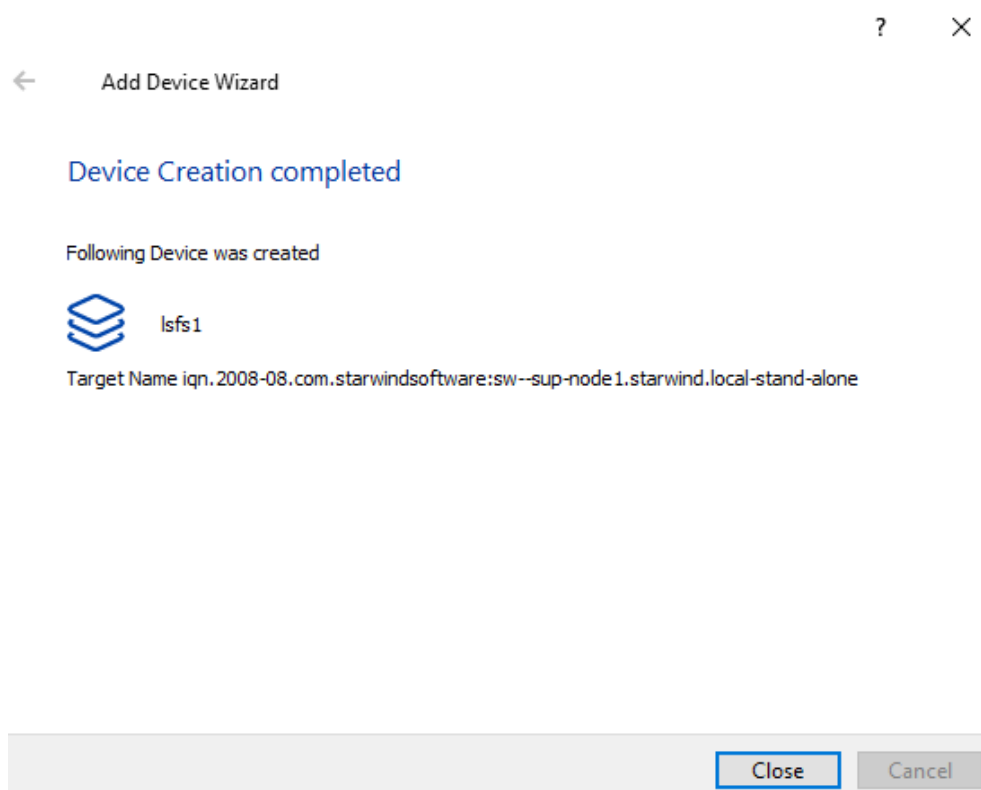 ?
Add Device Wizard
Device Creation completed
Following Device was created
lsfs1
Target Name iqn.2008-08.com.starwindsoftware:sw--sup-node1.starwind.local-stand-alone
Close Cancel